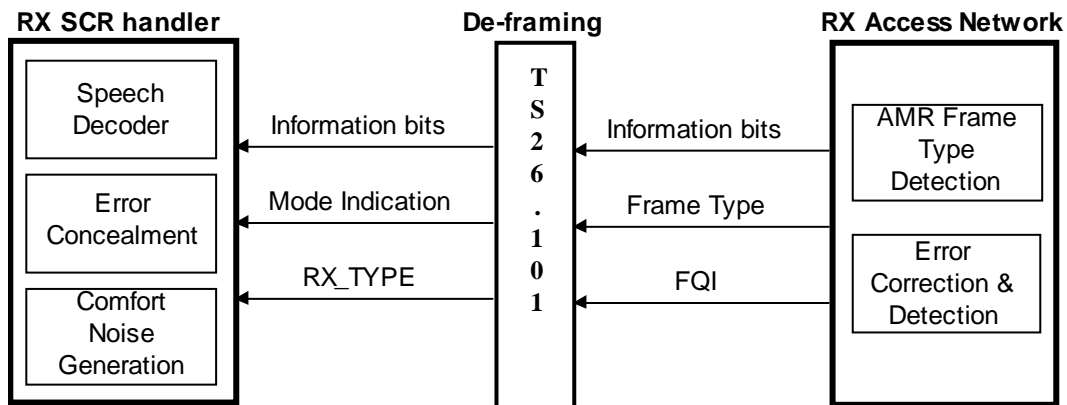 RX SCR handler
De-framing
RX Access Network
Speech
Decoder
Error
Concealment
Comfort
Noise
Generation
Information bits
Mode Indication
RX_TYPE
T
S
2
6
.
1
0
1
Information bits
Frame Type
FQI
AMR Frame
Type
Detection
Error
Correction &
Detection